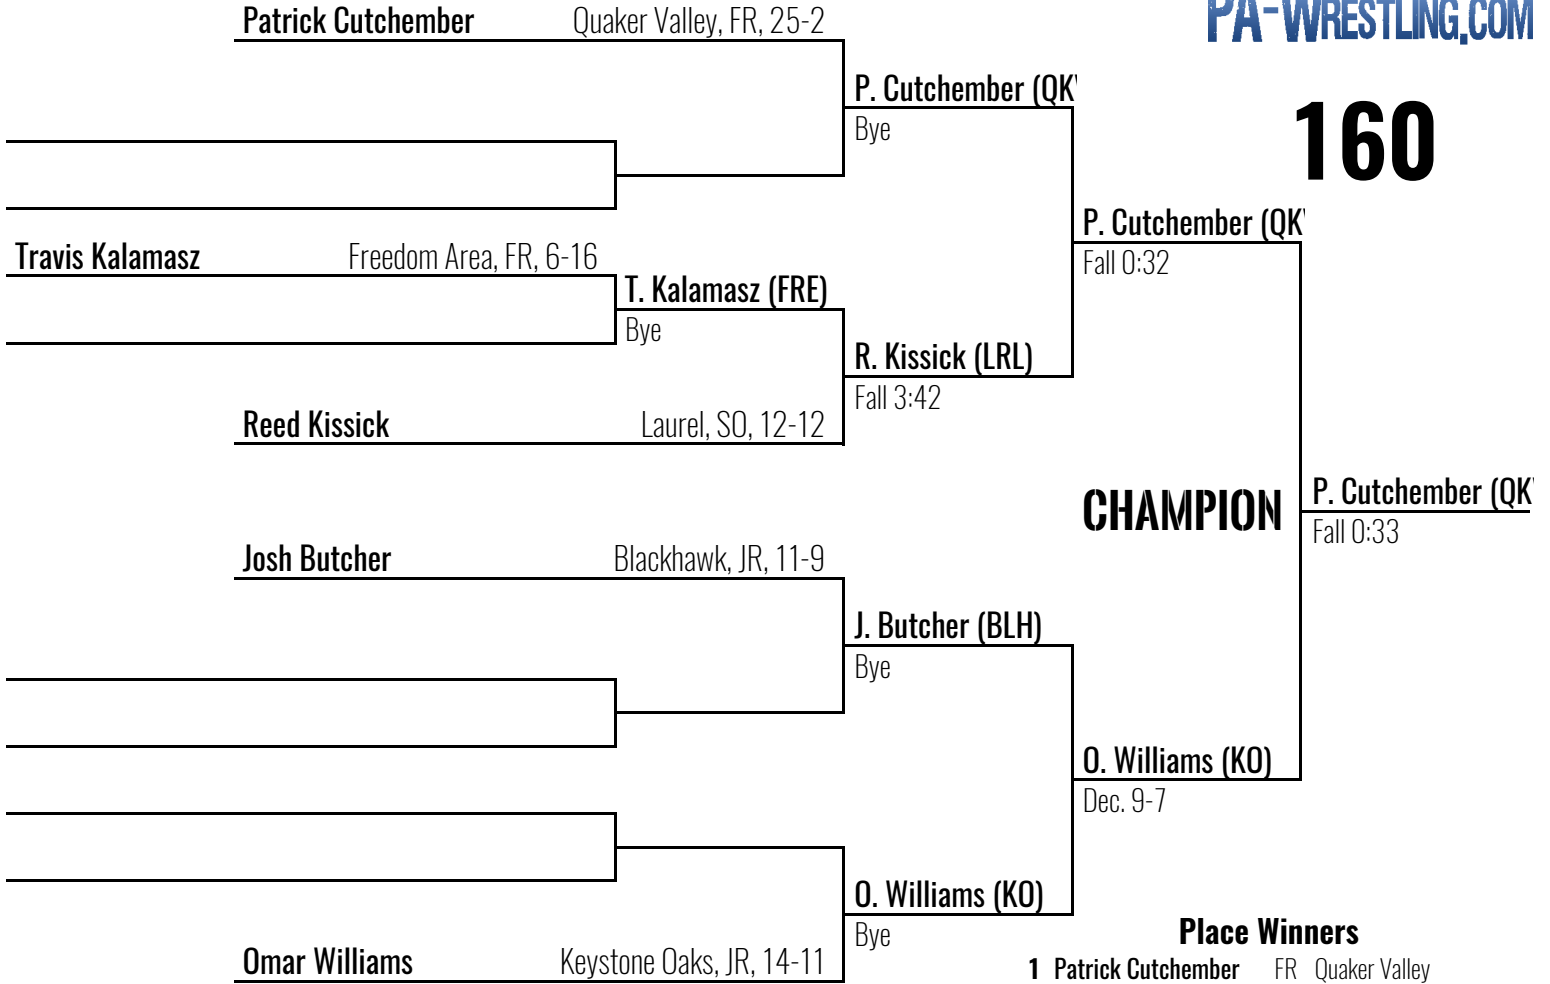 Patrick Cutchember Quaker Valley, FR, 25-2
PA-WRESTLING.COM
160
P. Cutchember (QK
Bye
P. Cutchember (QK
Fall 0:32
Travis Kalamasz Freedom Area, FR, 6-16
T. Kalamasz (FRE)
Bye
R. Kissick (LRL)
Fall 3:42
Reed Kissick Laurel, SO, 12-12
CHAMPION
P. Cutchember (QK
Fall 0:33
Josh Butcher Blackhawk, JR, 11-9
J. Butcher (BLH)
Bye
O. Williams (KO)
Dec. 9-7
O. Williams (KO)
Bye
Omar Williams Keystone Oaks, JR, 14-11
Place Winners
1 Patrick Cutchember FR Quaker Valley